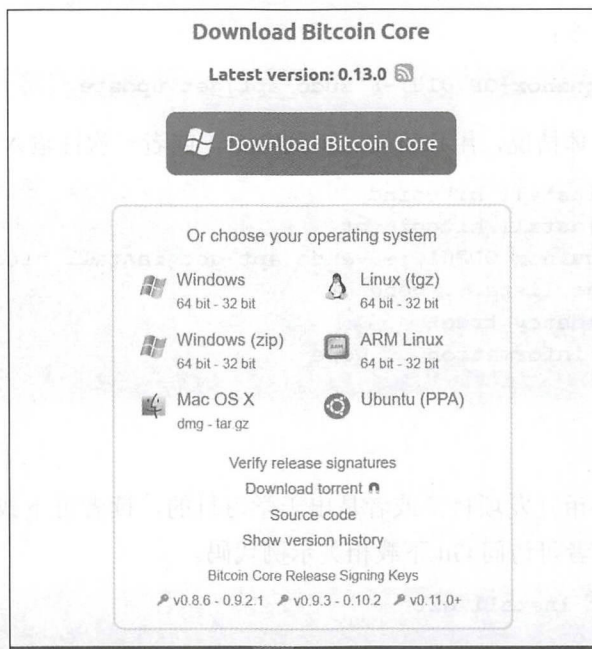 Download Bitcoin Core
Latest version: 0.13.0
Download Bitcoin Core
Or choose your operating system
Windows
64 bit - 32 bit
Linux (tgz)
64 bit - 32 bit
Windows (zip)
64 bit - 32 bit
ARM Linux
64 bit - 32 bit
Mac OS X
dmg - tar.gz
Ubuntu (PPA)
Verify release signatures
Download torrent
Source code
Show version history
Bitcoin Core Release Signing Keys
v0.8.6 - 0.9.2.1 v0.9.3 - 0.10.2 v0.11.0+